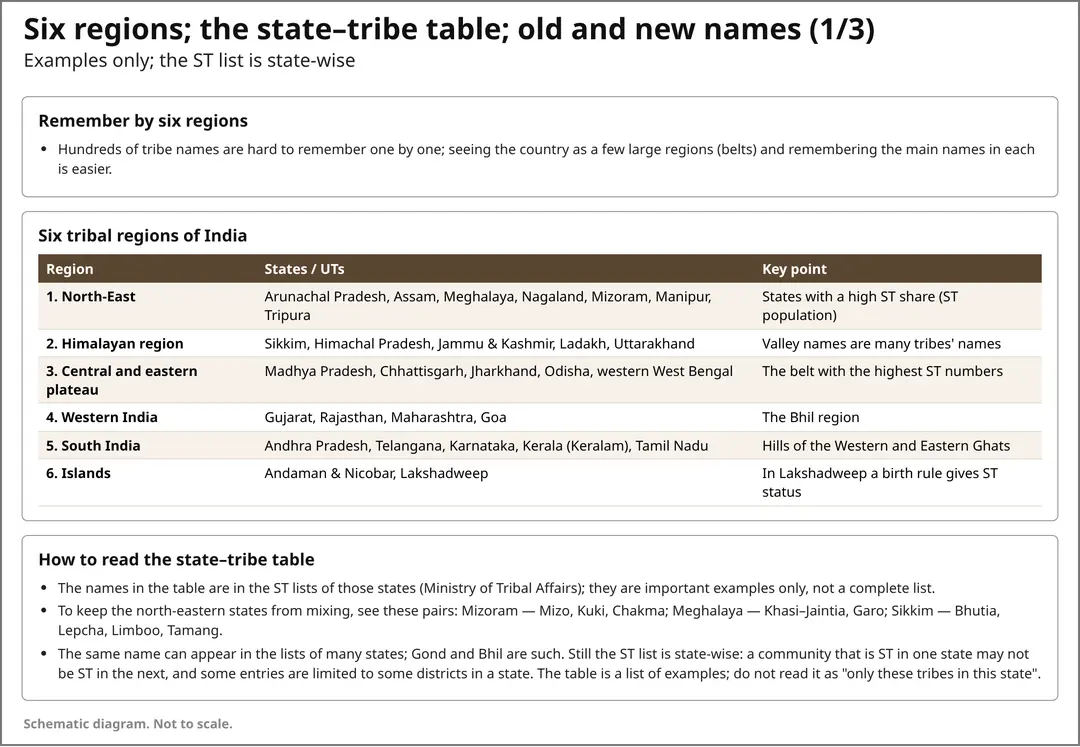 Six regions; the state–tribe table; old and new names (1/3)
Examples only; the ST list is state-wise
Remember by six regions
• Hundreds of tribe names are hard to remember one by one; seeing the country as a few large regions (belts) and remembering the main names in each
is easier.
Six tribal regions of India
Region States / UTs Key point
1. North-East Arunachal Pradesh, Assam, Meghalaya, Nagaland, Mizoram, Manipur, States with a high ST share (ST
Tripura population)
2. Himalayan region Sikkim, Himachal Pradesh, Jammu & Kashmir, Ladakh, Uttarakhand Valley names are many tribes' names
3. Central and eastern Madhya Pradesh, Chhattisgarh, Jharkhand, Odisha, western West Bengal The belt with the highest ST numbers
plateau
4. Western India Gujarat, Rajasthan, Maharashtra, Goa The Bhil region
5. South India Andhra Pradesh, Telangana, Karnataka, Kerala (Keralam), Tamil Nadu Hills of the Western and Eastern Ghats
6. Islands Andaman & Nicobar, Lakshadweep In Lakshadweep a birth rule gives ST
status
How to read the state–tribe table
• The names in the table are in the ST lists of those states (Ministry of Tribal Affairs); they are important examples only, not a complete list.
• To keep the north-eastern states from mixing, see these pairs: Mizoram — Mizo, Kuki, Chakma; Meghalaya — Khasi–Jaintia, Garo; Sikkim — Bhutia,
Lepcha, Limboo, Tamang.
• The same name can appear in the lists of many states; Gond and Bhil are such. Still the ST list is state-wise: a community that is ST in one state may not
be ST in the next, and some entries are limited to some districts in a state. The table is a list of examples; do not read it as "only these tribes in this state".
Schematic diagram. Not to scale.